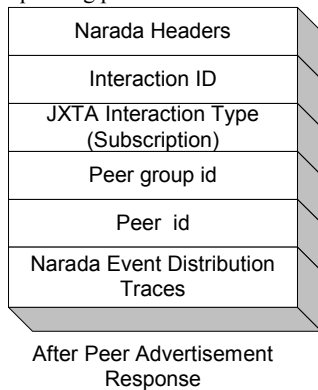 Narada Headers
Interaction ID
JXTA Interaction Type
(Subscription)
Peer group id
Peer id
Narada Event Distribution
Traces
After Peer Advertisement
Response